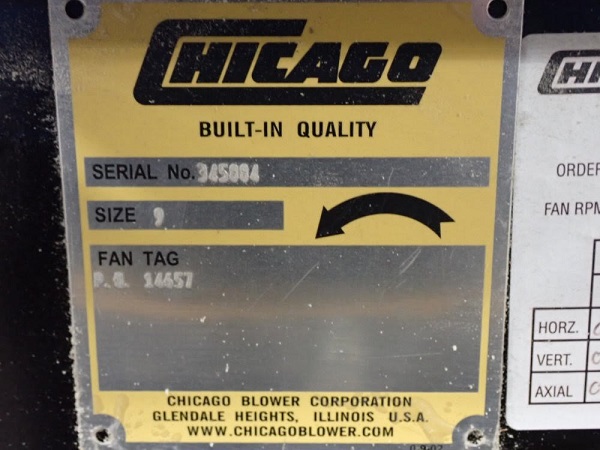 CHICAGO
BUILT-IN QUALITY
SERIAL No. 345004
SIZE 9
FAN TAG
14657
CHICAGO BLOWER CORPORATION
GLENDALE HEIGHTS, ILLINOIS U.S.A.
WWW.CHICAGOBLOWER.COM
ORDER
FAN RPM
HORZ.
VERT.
AXIAL